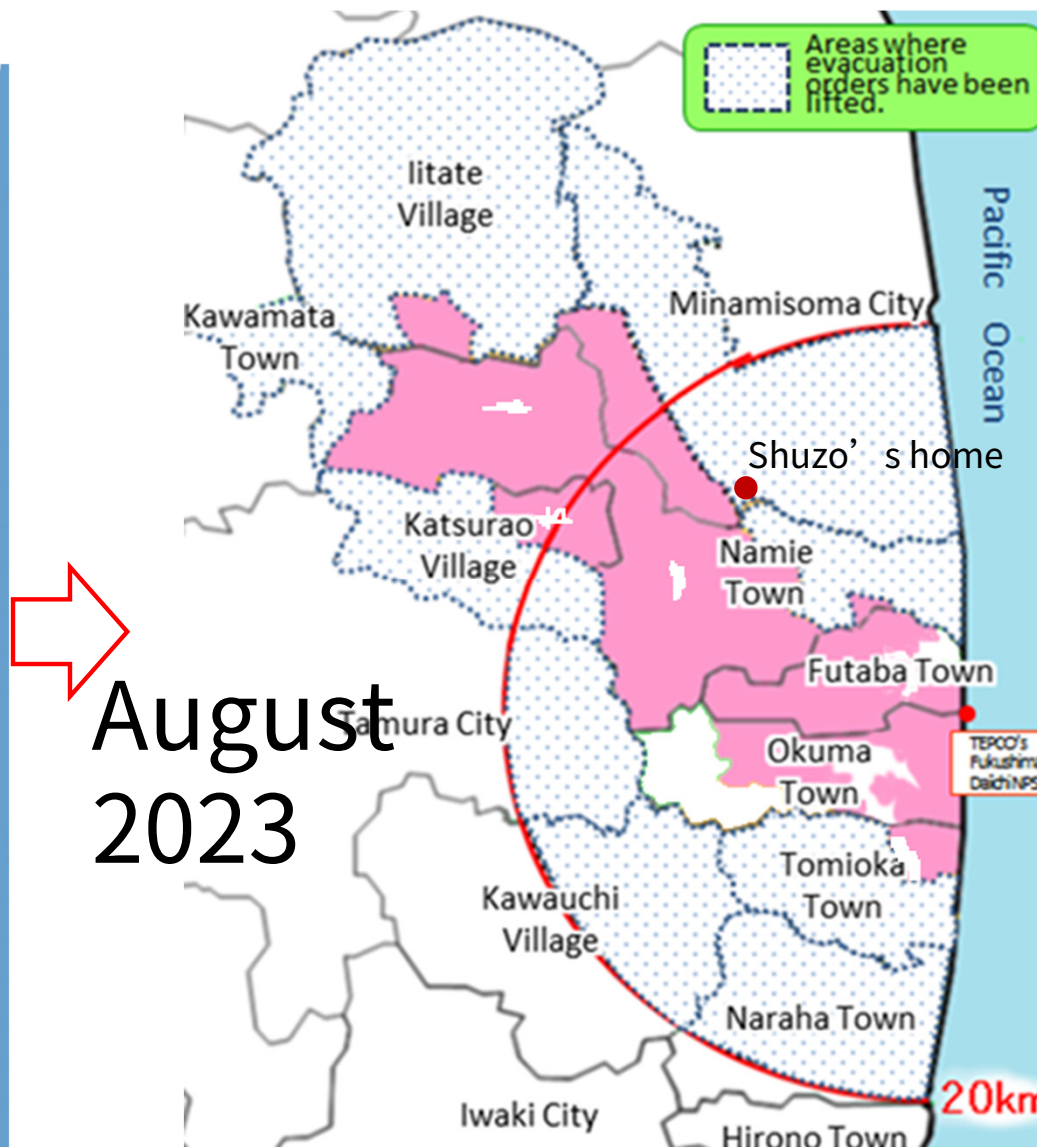 Areas where
evacuation
orders have been
lifted.
Pacific Ocean
Iitate
Village
Minamisoma City
Kawamata
Town
Shuzo’s home
Katsurao
Village
Namie
Town
Futaba Town
August
2023
Tamura City
Okuma
Town
TEPCO's
Fukushima
Daiichi NPS
Tomioka
Town
Kawauchi
Village
Naraha Town
20km
Iwaki City
Hirono Town